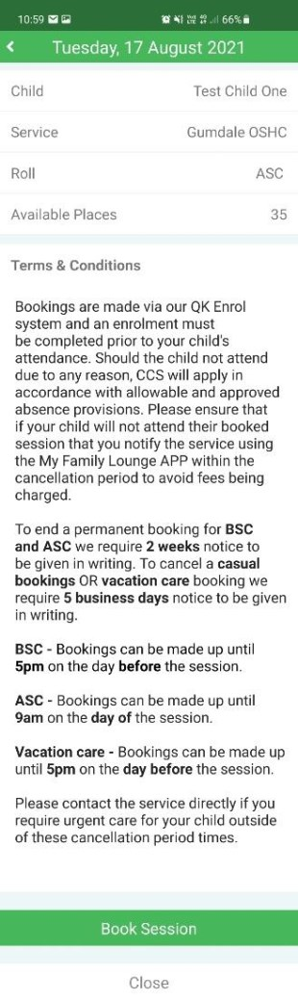 10:59 66%
Tuesday, 17 August 2021
Child Test Child One
Service Gumdale OSHC
Roll ASC
Available Places 35
Terms & Conditions
Bookings are made via our QK Enrol
system and an enrolment must
be completed prior to your child's
attendance. Should the child not attend
due to any reason, CCS will apply in
accordance with allowable and approved
absence provisions. Please ensure that
if your child will not attend their booked
session that you notify the service using
the My Family Lounge APP within the
cancellation period to avoid fees being
charged.
To end a permanent booking for BSC
and ASC we require 2 weeks notice to
be given in writing. To cancel a casual
bookings OR vacation care booking we
require 5 business days notice to be given
in writing.
BSC - Bookings can be made up until
5pm on the day before the session.
ASC - Bookings can be made up until
9am on the day of the session.
Vacation care - Bookings can be made up
until 5pm on the day before the session.
Please contact the service directly if you
require urgent care for your child outside
of these cancellation period times.
Book Session
Close